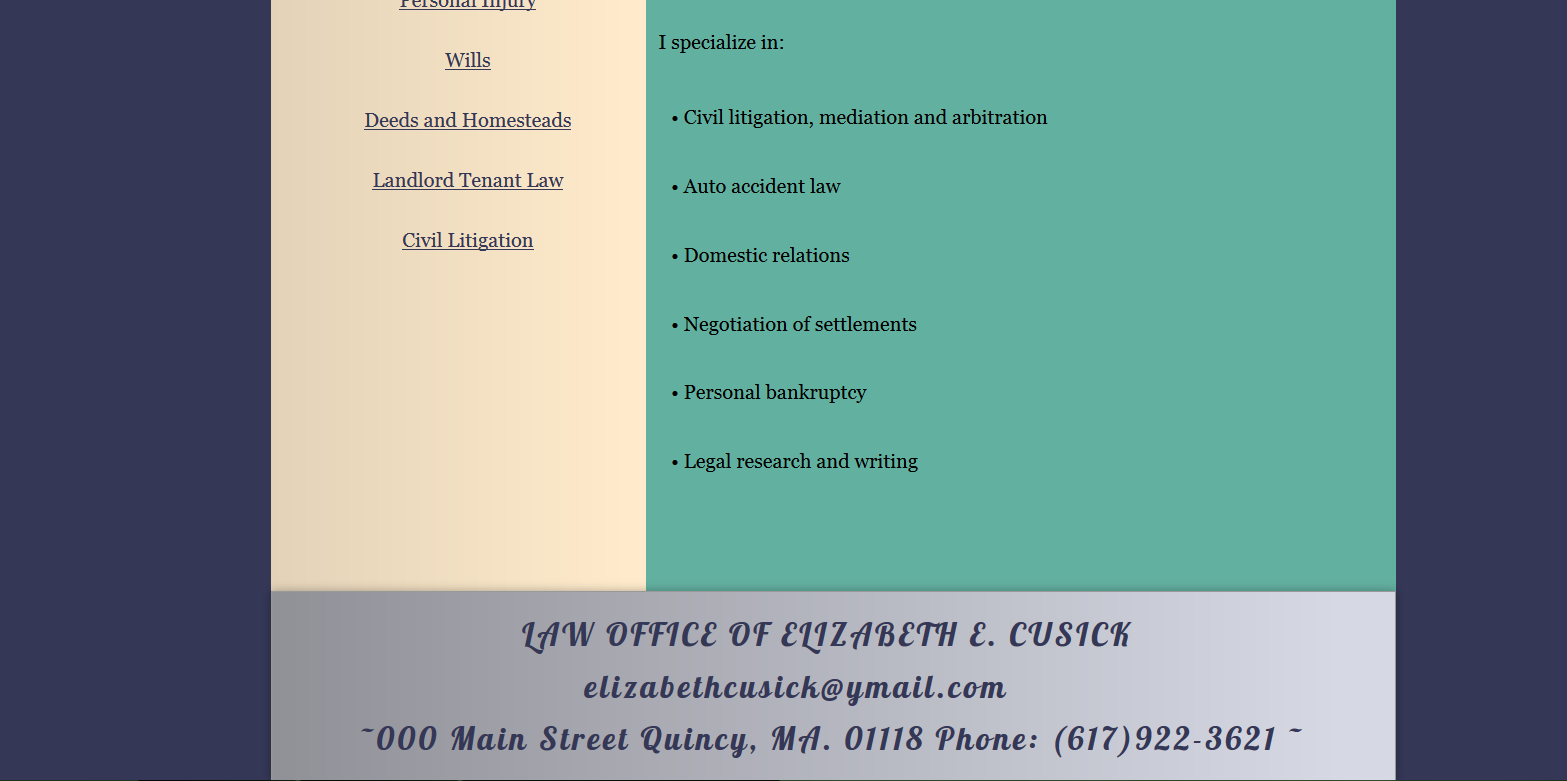 Personal Injury
Wills
Deeds and Homesteads
Landlord Tenant Law
Civil Litigation
I specialize in:
• Civil litigation, mediation and arbitration
• Auto accident law
• Domestic relations
• Negotiation of settlements
• Personal bankruptcy
• Legal research and writing
LAW OFFICE OF ELIZABETH E. CUSICK
elizabethcusick@ymail.com
~000 Main Street Quincy, MA. 01118 Phone: (617)922-3621 ~